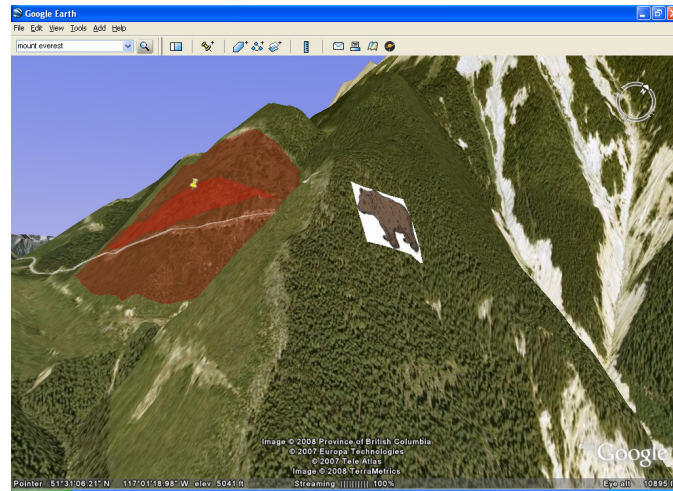 Google Earth
File Edit View Tools Add Help
mount everest
N
Image © 2008 Province of British Columbia
© 2007 Europa Technologies
© 2007 Tele Atlas
Image © 2008 TerraMetrics
Google
Pointer 51°31'06.21" N 117°01'18.98" W elev 5041 ft Streaming |||||||||| 100% Eye alt 10895 ft